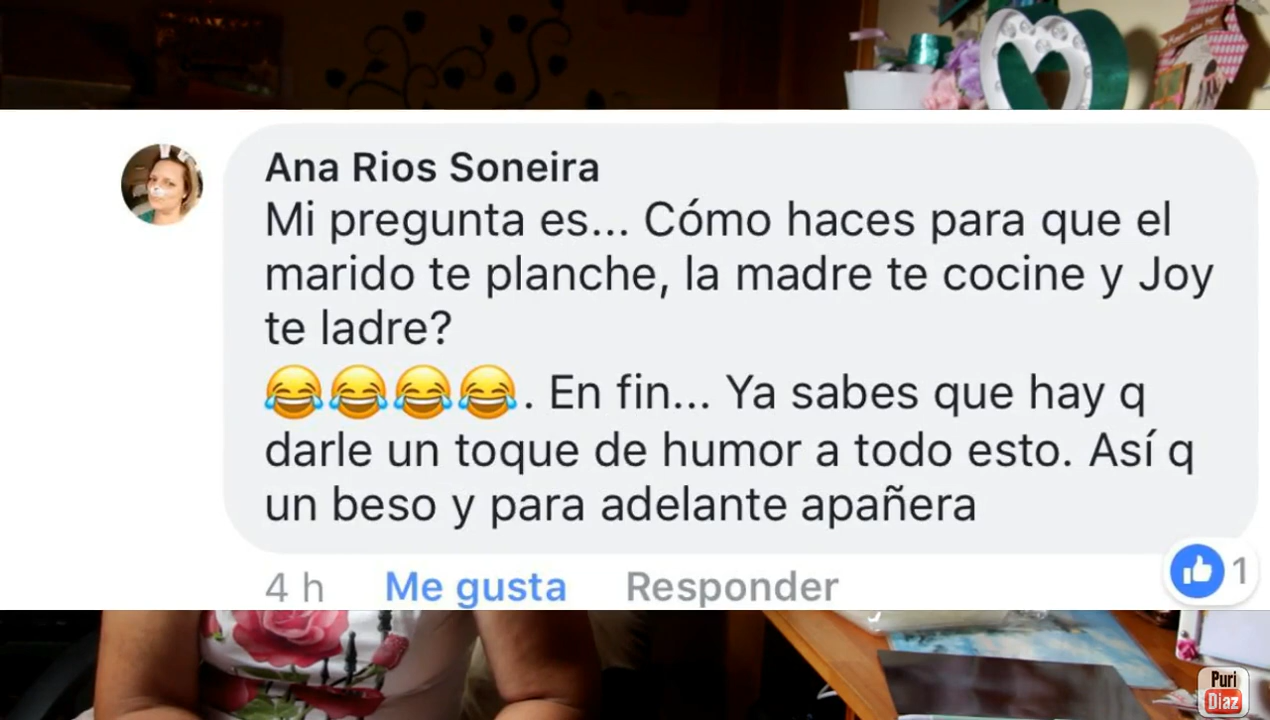 Ana Rios Soneira
Mi pregunta es... Cómo haces para que el
marido te planche, la madre te cocine y Joy
te ladre?
😂😂😂😂. En fin... Ya sabes que hay q
darle un toque de humor a todo esto. Así q
un beso y para adelante apañera
4 h Me gusta Responder 1
Puri
Diaz